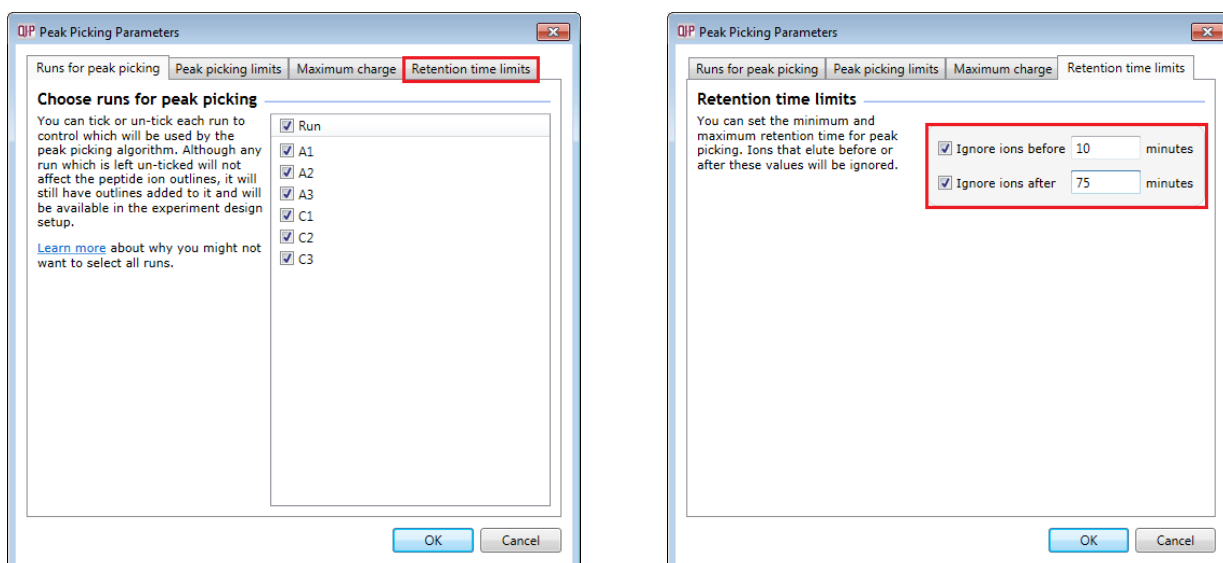 QIP Peak Picking Parameters
Runs for peak picking Peak picking limits Maximum charge Retention time limits
Choose runs for peak picking
You can tick or un-tick each run to
control which will be used by the
peak picking algorithm. Although any
run which is left un-ticked will not
affect the peptide ion outlines, it will
still have outlines added to it and will
be available in the experiment design
setup.
Learn more about why you might not
want to select all runs.
Run
A1
A2
A3
C1
C2
C3
OK Cancel
QIP Peak Picking Parameters
Runs for peak picking Peak picking limits Maximum charge Retention time limits
Retention time limits
You can set the minimum and
maximum retention time for peak
picking. Ions that elute before or
after these values will be ignored.
Ignore ions before 10 minutes
Ignore ions after 75 minutes
OK Cancel